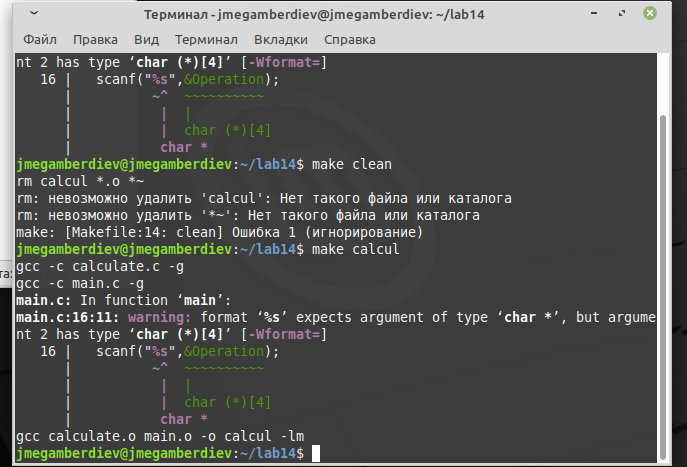 Терминал - jmegamberdiev@jmegamberdiev: ~/lab14
Файл Правка Вид Терминал Вкладки Справка
nt 2 has type ‘char (*)[4]’ [-Wformat=]
   16 |   scanf("%s",&Operation);
      |          ~^  ~~~~~~~~~~
      |           |  |
      |           |  char (*)[4]
      |           char *
jmegamberdiev@jmegamberdiev:~/lab14$ make clean
rm calcul *.o *~
rm: невозможно удалить 'calcul': Нет такого файла или каталога
rm: невозможно удалить '*~': Нет такого файла или каталога
make: [Makefile:14: clean] Ошибка 1 (игнорирование)
jmegamberdiev@jmegamberdiev:~/lab14$ make calcul
gcc -c calculate.c -g
gcc -c main.c -g
main.c: In function ‘main’:
main.c:16:11: warning: format ‘%s’ expects argument of type ‘char *’, but argume
nt 2 has type ‘char (*)[4]’ [-Wformat=]
   16 |   scanf("%s",&Operation);
      |          ~^  ~~~~~~~~~~
      |           |  |
      |           |  char (*)[4]
      |           char *
gcc calculate.o main.o -o calcul -lm
jmegamberdiev@jmegamberdiev:~/lab14$